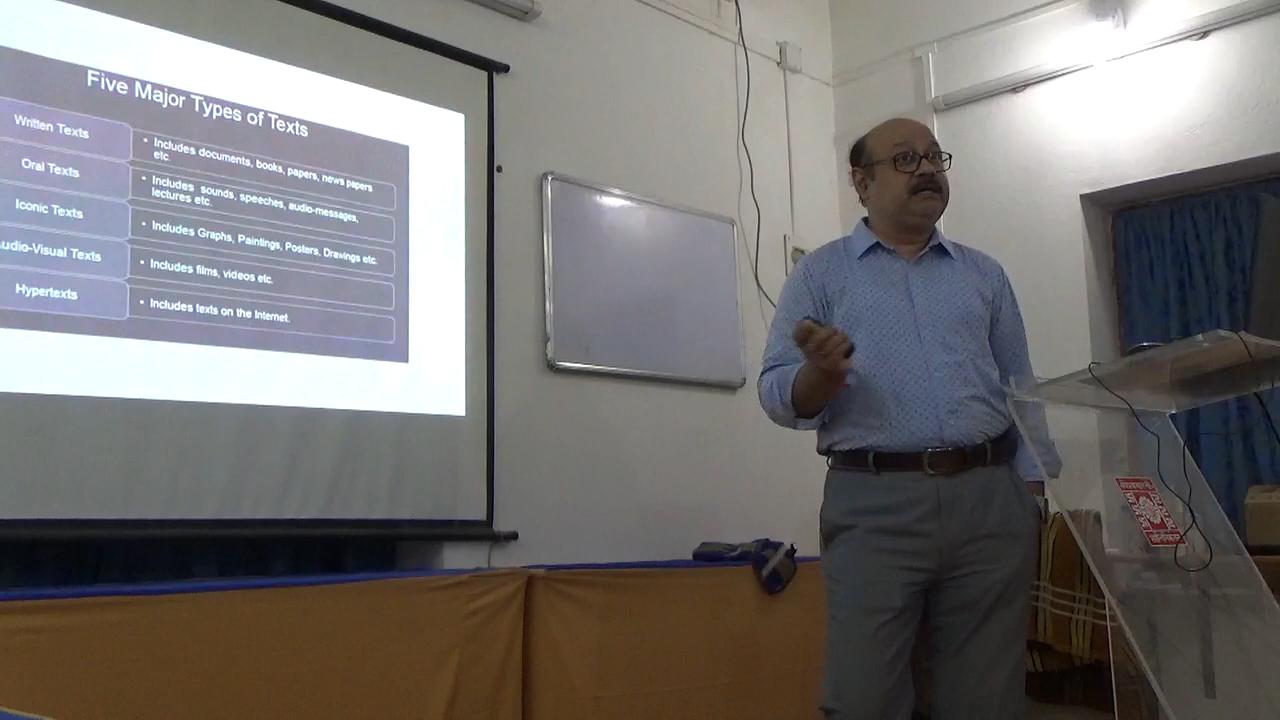 Five Major Types of Texts
Written Texts
• Includes documents, books, papers, news papers
etc.
Oral Texts
• Includes sounds, speeches, audio-messages,
lectures etc.
Iconic Texts
• Includes Graphs, Paintings, Posters, Drawings etc.
udio-Visual Texts
• Includes films, videos etc.
Hypertexts
• Includes texts on the Internet.